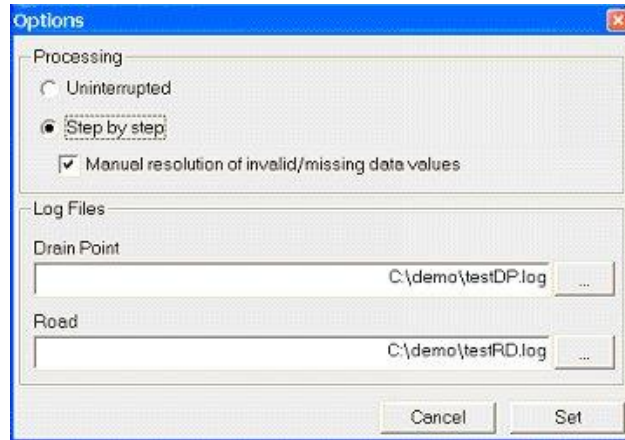 Options
Processing
Uninterrupted
Step by step
Manual resolution of invalid/missing data values
Log Files
Drain Point
C:\demo\testDP.log ...
Road
C:\demo\testRD.log ...
Cancel Set